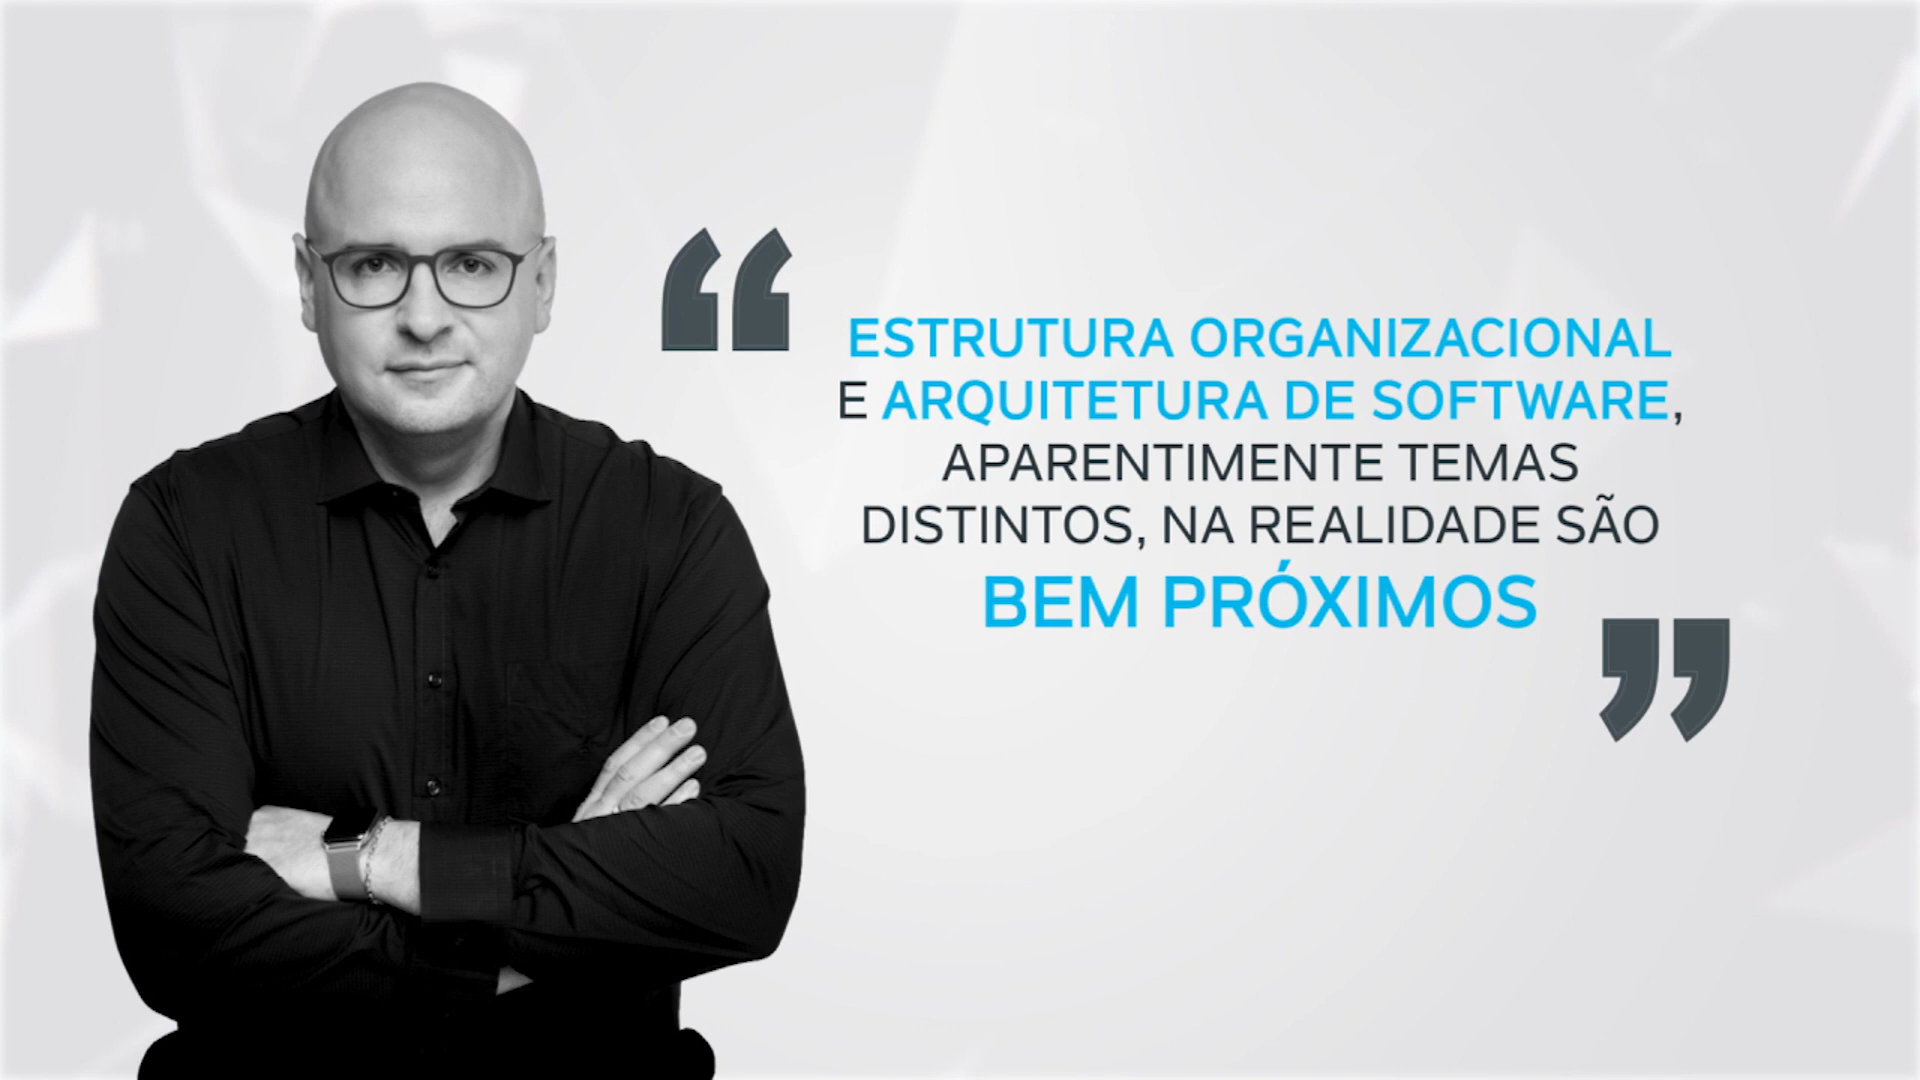 “ESTRUTURA ORGANIZACIONAL
E ARQUITETURA DE SOFTWARE,
APARENTIMENTE TEMAS
DISTINTOS, NA REALIDADE SÃO
BEM PRÓXIMOS”